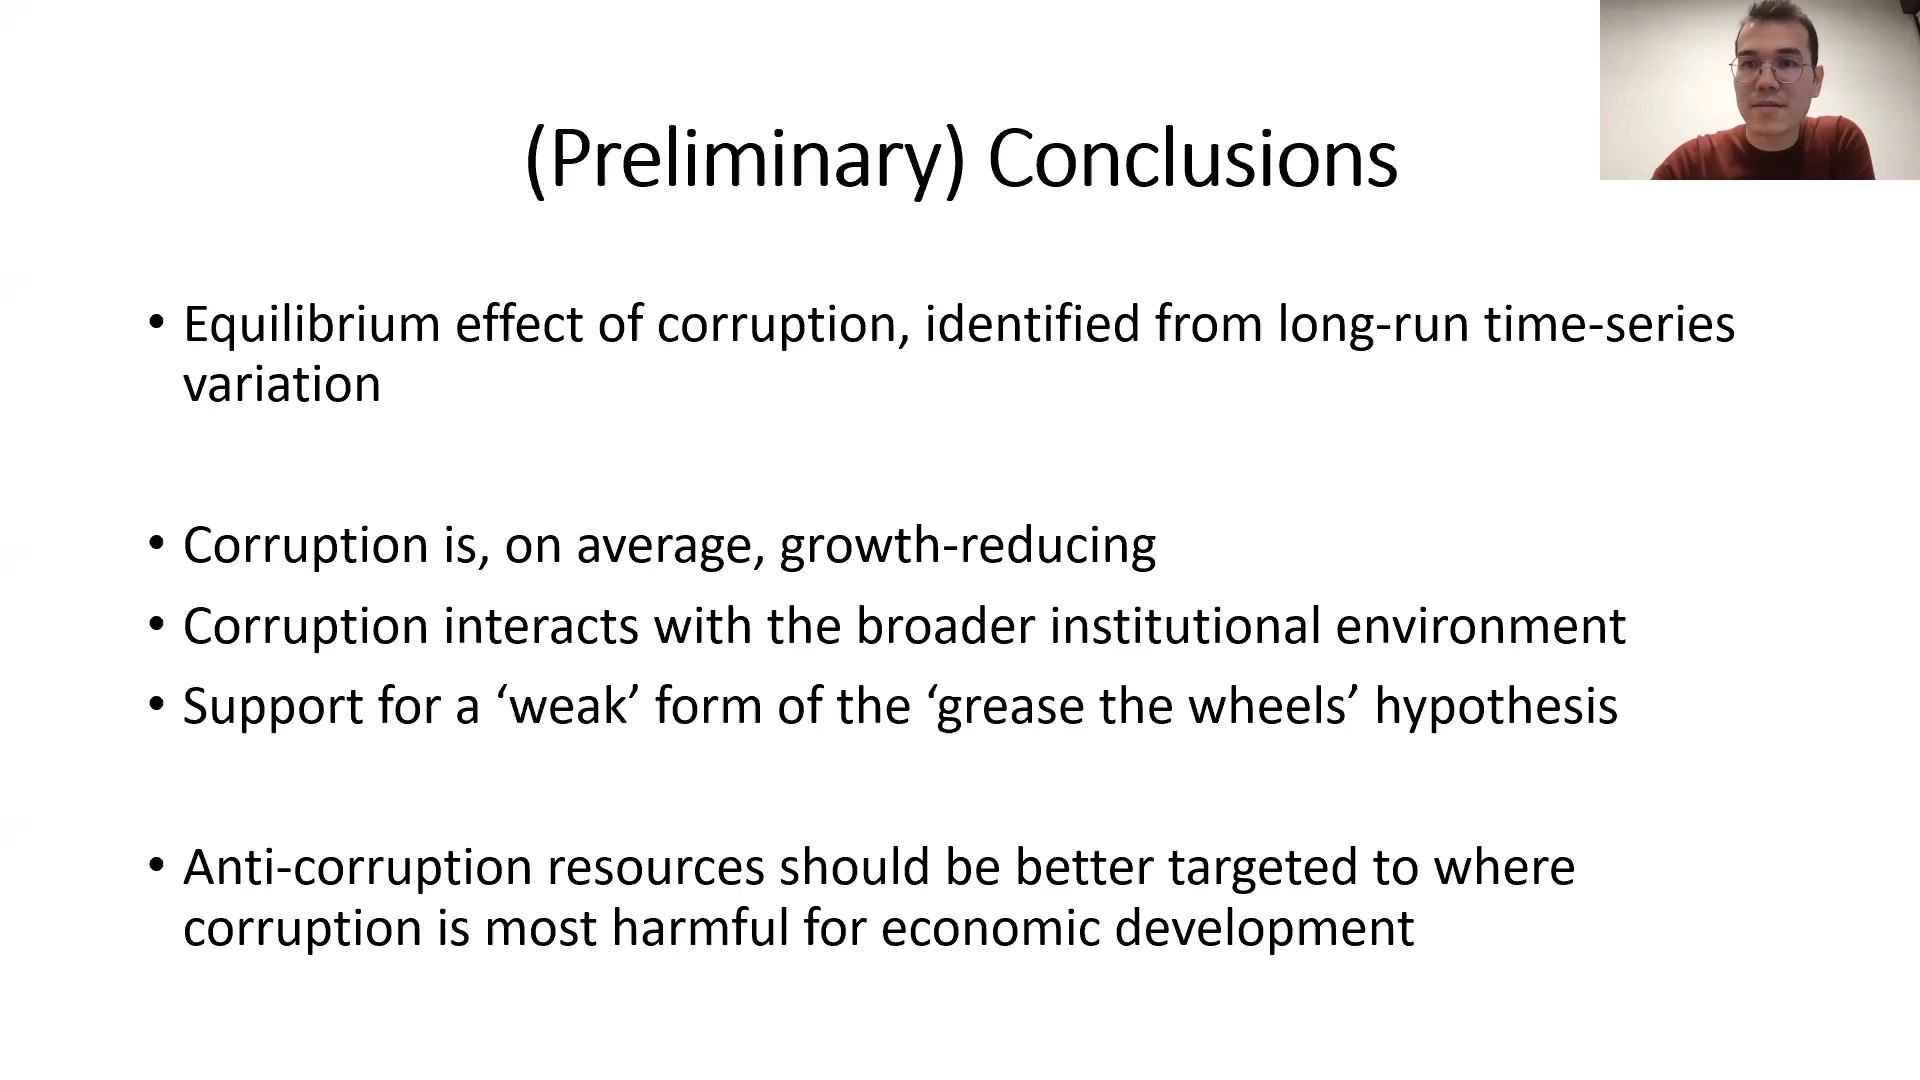 (Preliminary) Conclusions
• Equilibrium effect of corruption, identified from long-run time-series
variation
• Corruption is, on average, growth-reducing
• Corruption interacts with the broader institutional environment
• Support for a ‘weak’ form of the ‘grease the wheels’ hypothesis
• Anti-corruption resources should be better targeted to where
corruption is most harmful for economic development